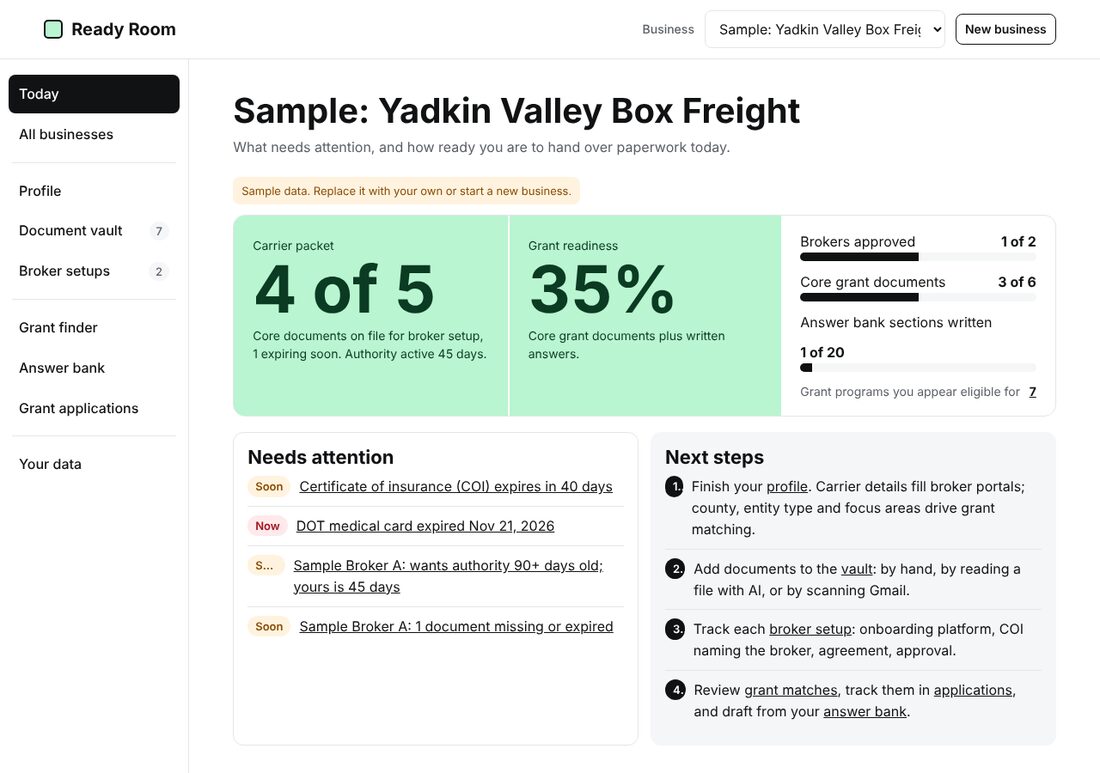 Ready Room
Business
Sample: Yadkin Valley Box Freig
New business
Today
All businesses
Profile
Document vault 7
Broker setups 2
Grant finder
Answer bank
Grant applications
Your data
Sample: Yadkin Valley Box Freight
What needs attention, and how ready you are to hand over paperwork today.
Sample data. Replace it with your own or start a new business.
Carrier packet
4 of 5
Core documents on file for broker setup,
1 expiring soon. Authority active 45 days.
Grant readiness
35%
Core grant documents plus written
answers.
Brokers approved 1 of 2
Core grant documents 3 of 6
Answer bank sections written
1 of 20
Grant programs you appear eligible for 7
Needs attention
Soon Certificate of insurance (COI) expires in 40 days
Now DOT medical card expired Nov 21, 2026
S... Sample Broker A: wants authority 90+ days old;
yours is 45 days
Soon Sample Broker A: 1 document missing or expired
Next steps
1. Finish your profile. Carrier details fill broker portals;
county, entity type and focus areas drive grant
matching.
2. Add documents to the vault: by hand, by reading a
file with AI, or by scanning Gmail.
3. Track each broker setup: onboarding platform, COI
naming the broker, agreement, approval.
4. Review grant matches, track them in applications,
and draft from your answer bank.